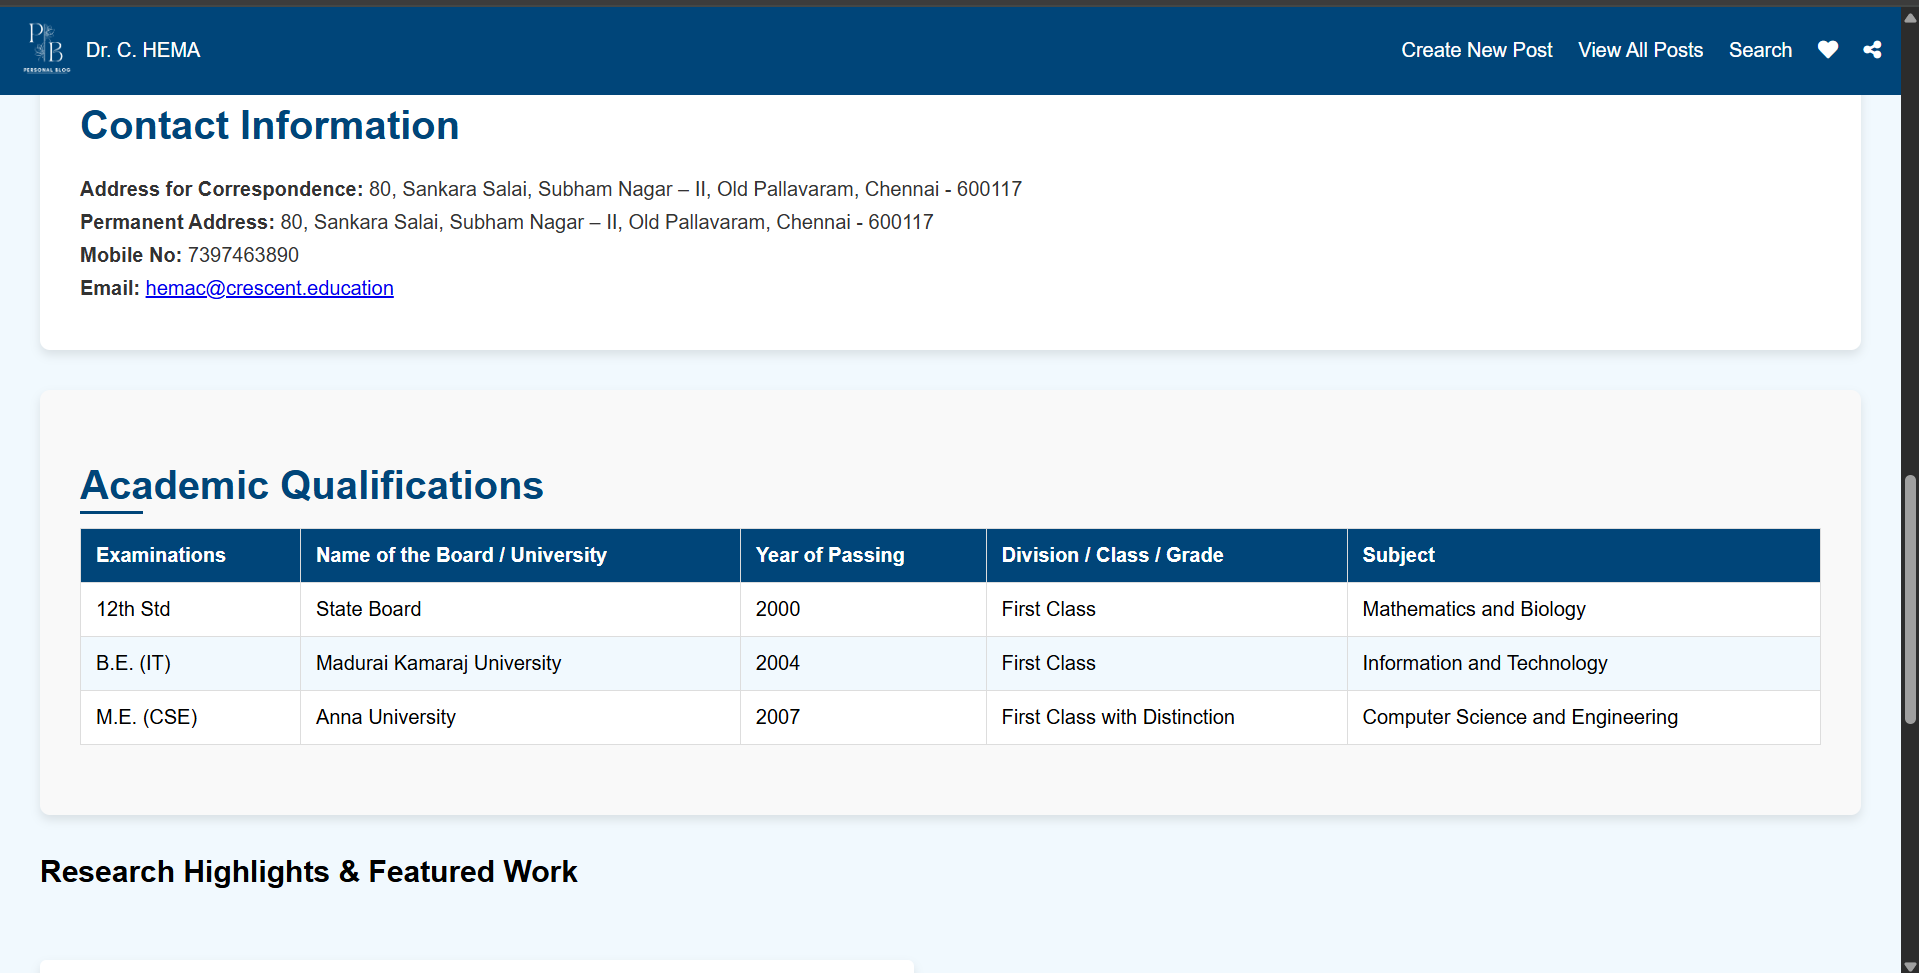 P
B
PERSONAL BLOG
Dr. C. HEMA
Create New Post View All Posts Search
Contact Information
Address for Correspondence: 80, Sankara Salai, Subham Nagar – II, Old Pallavaram, Chennai - 600117
Permanent Address: 80, Sankara Salai, Subham Nagar – II, Old Pallavaram, Chennai - 600117
Mobile No: 7397463890
Email: hemac@crescent.education
Academic Qualifications
Examinations Name of the Board / University Year of Passing Division / Class / Grade Subject
12th Std State Board 2000 First Class Mathematics and Biology
B.E. (IT) Madurai Kamaraj University 2004 First Class Information and Technology
M.E. (CSE) Anna University 2007 First Class with Distinction Computer Science and Engineering
Research Highlights & Featured Work